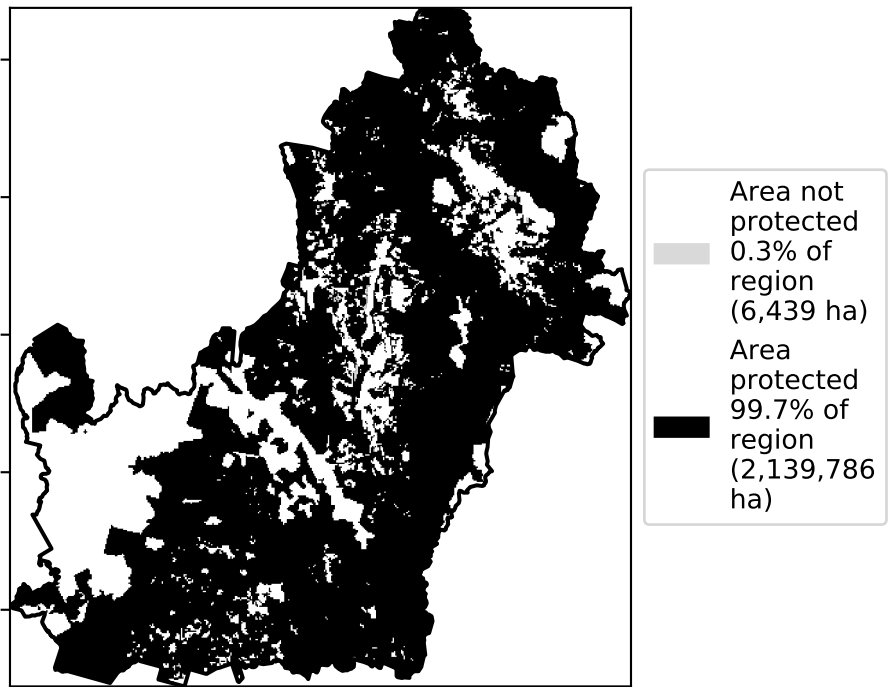 Area not
protected
0.3% of
region
(6,439 ha)
Area
protected
99.7% of
region
(2,139,786
ha)